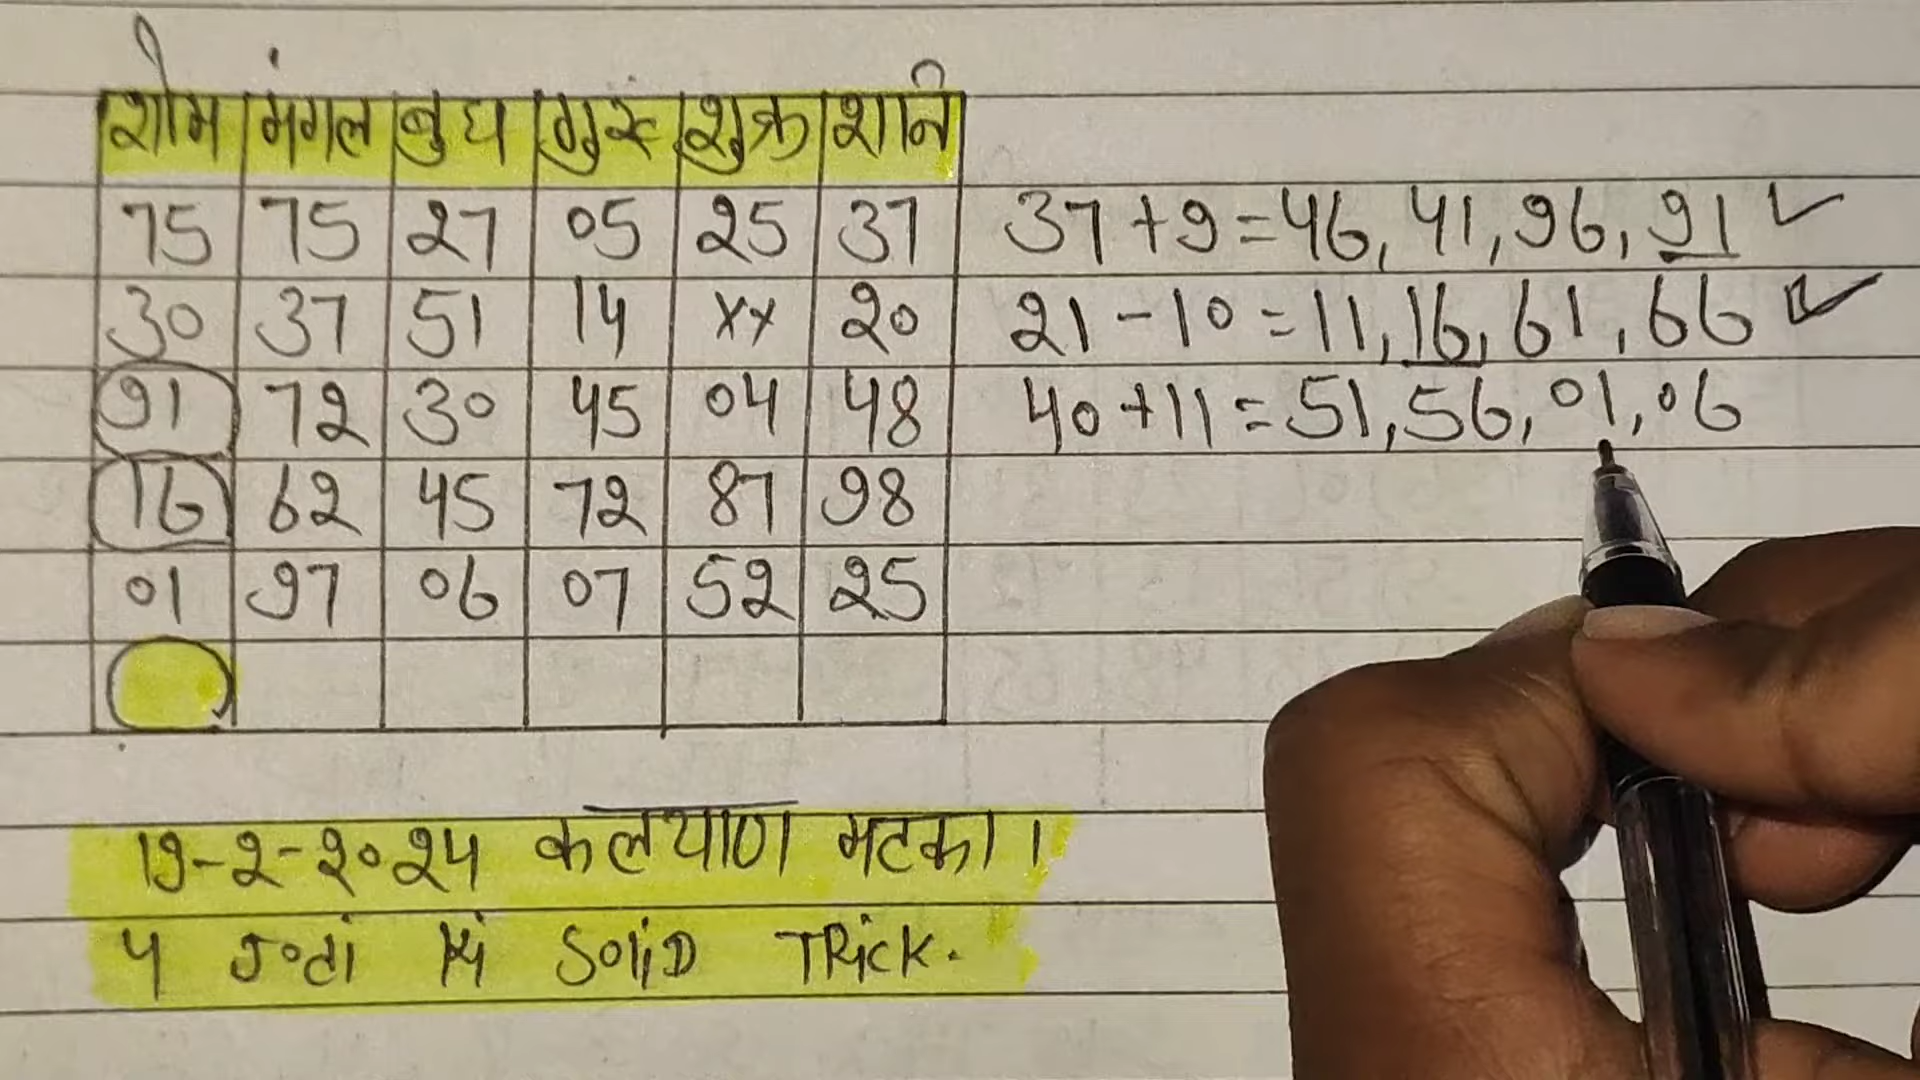 शोम मंगल बुध गुरू शुक्र शनि
75 75 27 05 25 37 37+9=46,41,96,91✓
30 37 51 14 xx 20 21-10=11,16,61,66✓
91 72 30 45 04 48 40+11=51,56,01,06
16 62 45 72 87 98
01 97 06 07 52 25
19-2-2024 कलयाण मटका।
4 Jodi Ki Solid TRick.